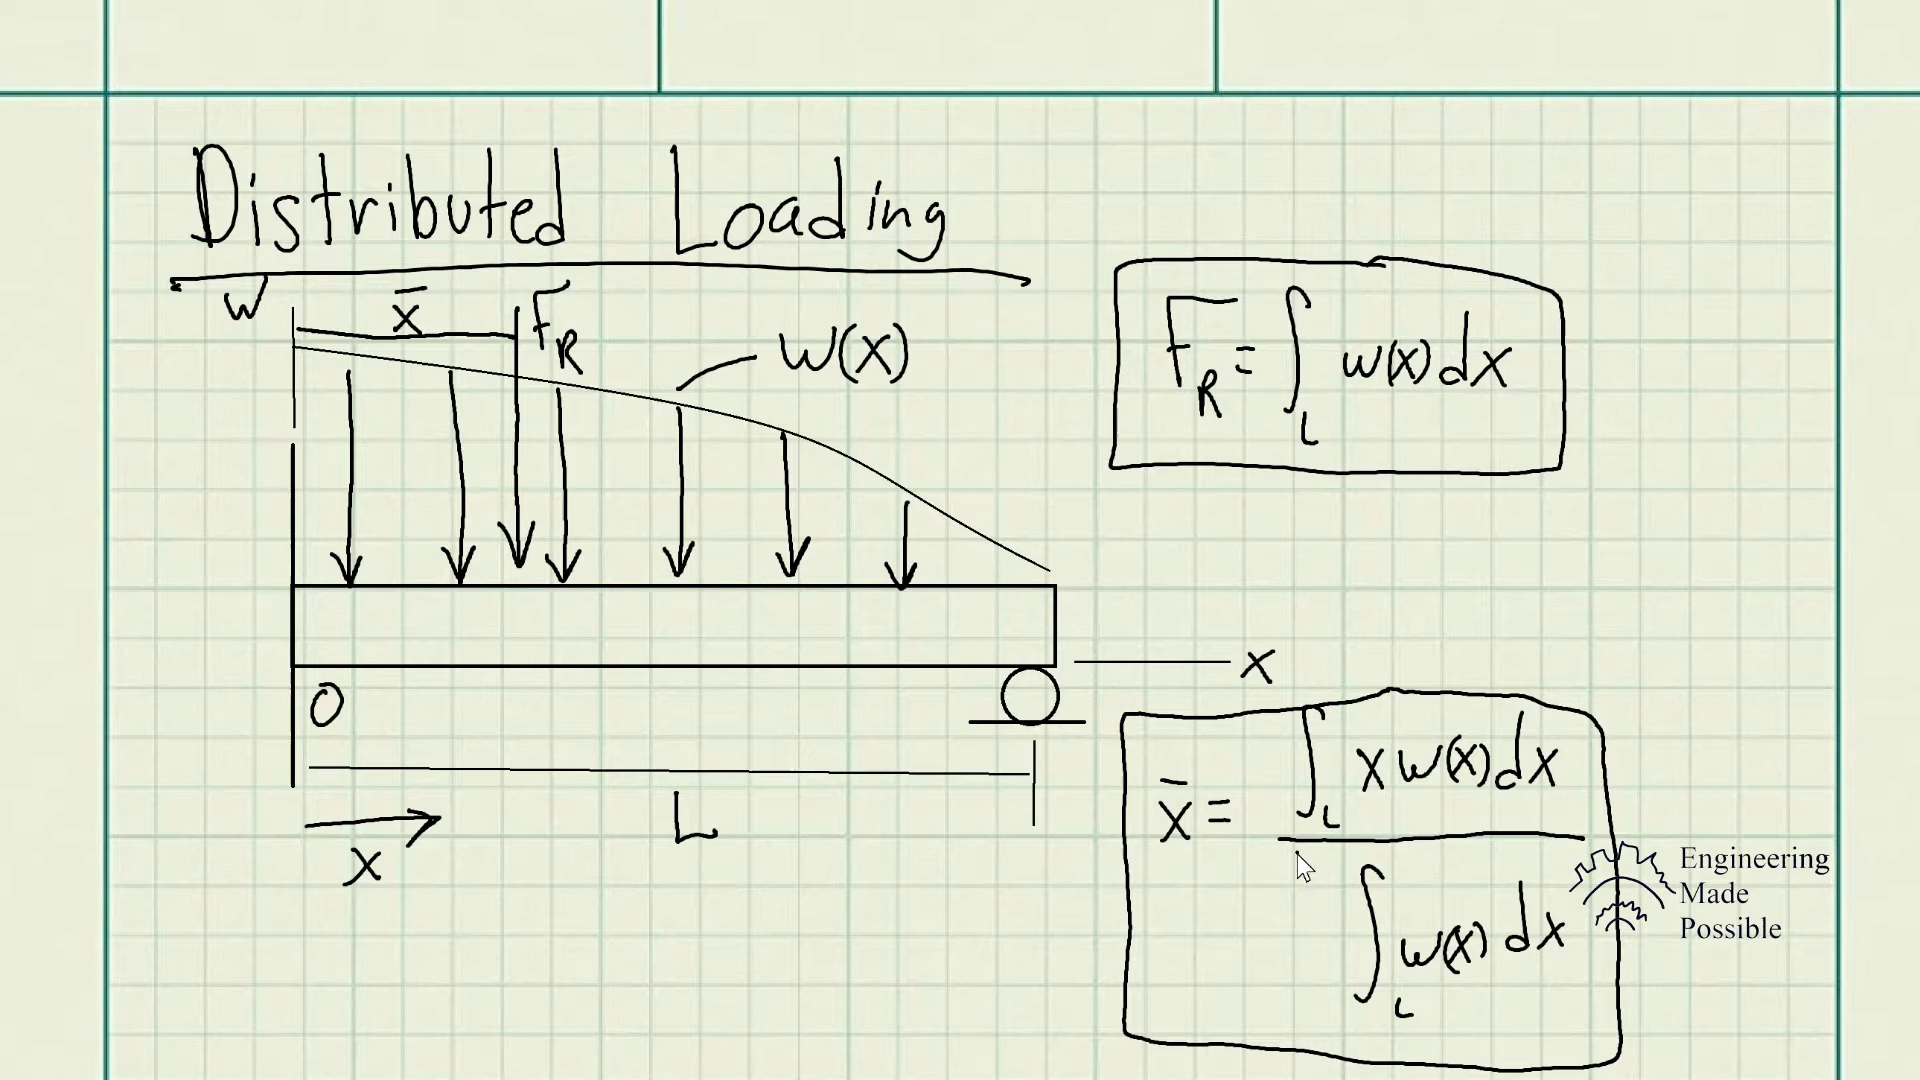 Distributed Loading
W
x̄
F_R
W(x)
F_R = ∫_L w(x) dx
O
x
L
x
x̄ = ∫_L x w(x) dx
∫_L w(x) dx
Engineering
Made
Possible